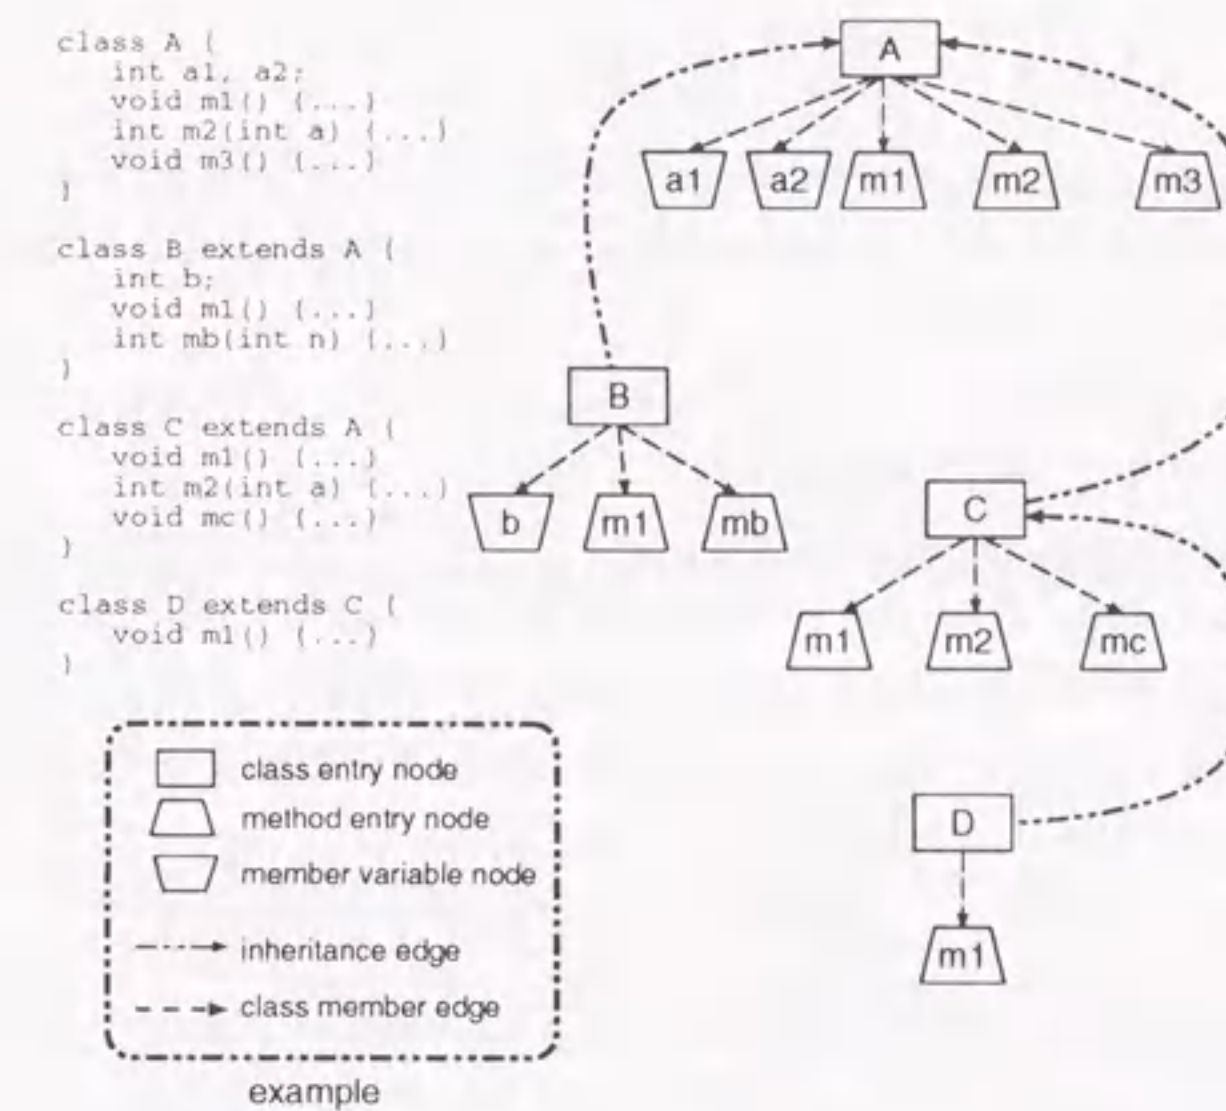 class A {
int a1, a2;
void m1() {...}
int m2(int a) {...}
void m3() {...}
}
class B extends A {
int b;
void m1() {...}
int mb(int n) {...}
}
class C extends A {
void m1() {...}
int m2(int a) {...}
void mc() {...}
}
class D extends C {
void m1() {...}
}
A
a1 a2 m1 m2 m3
B
b m1 mb
C
m1 m2 mc
D
m1
class entry node
method entry node
member variable node
inheritance edge
class member edge
example